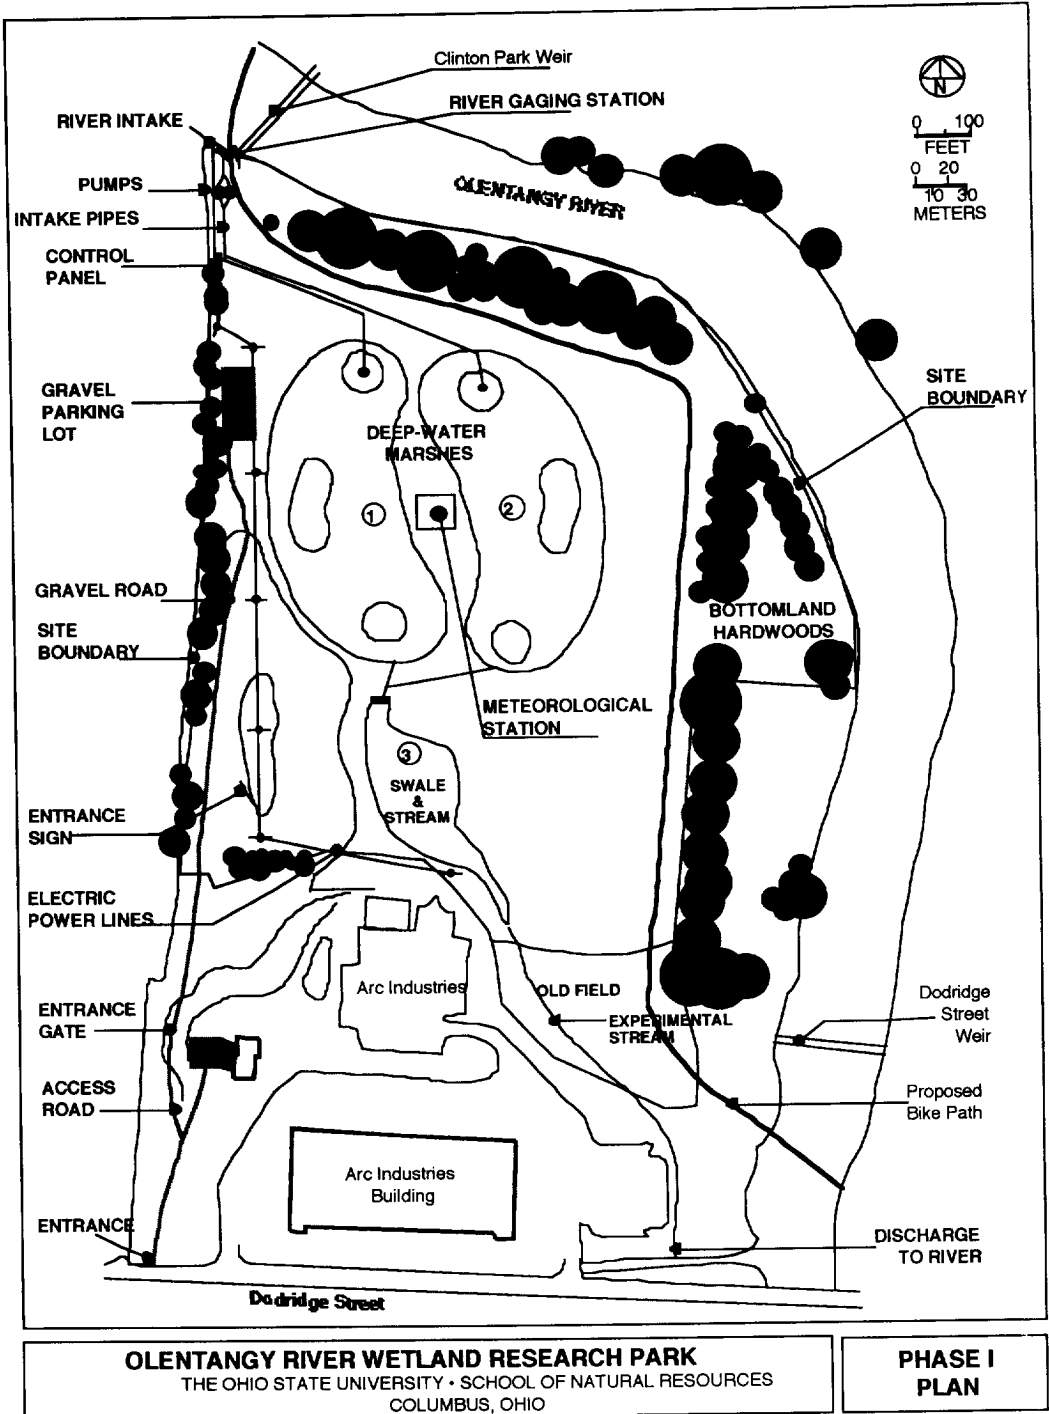 Clinton Park Weir
RIVER GAGING STATION
RIVER INTAKE
N
0 100
FEET
0 20
10 30
METERS
PUMPS
OLENTANGY RIVER
INTAKE PIPES
CONTROL
PANEL
SITE
BOUNDARY
GRAVEL
PARKING
LOT
DEEP-WATER
MARSHES
1
2
GRAVEL ROAD
BOTTOMLAND
HARDWOODS
SITE
BOUNDARY
METEOROLOGICAL
STATION
3
SWALE
&
STREAM
ENTRANCE
SIGN
ELECTRIC
POWER LINES
Arc Industries
OLD FIELD
EXPERIMENTAL
STREAM
Dodridge
Street
Weir
ENTRANCE
GATE
ACCESS
ROAD
Proposed
Bike Path
Arc Industries
Building
ENTRANCE
DISCHARGE
TO RIVER
Dodridge Street
OLENTANGY RIVER WETLAND RESEARCH PARK
THE OHIO STATE UNIVERSITY • SCHOOL OF NATURAL RESOURCES
COLUMBUS, OHIO
PHASE I
PLAN